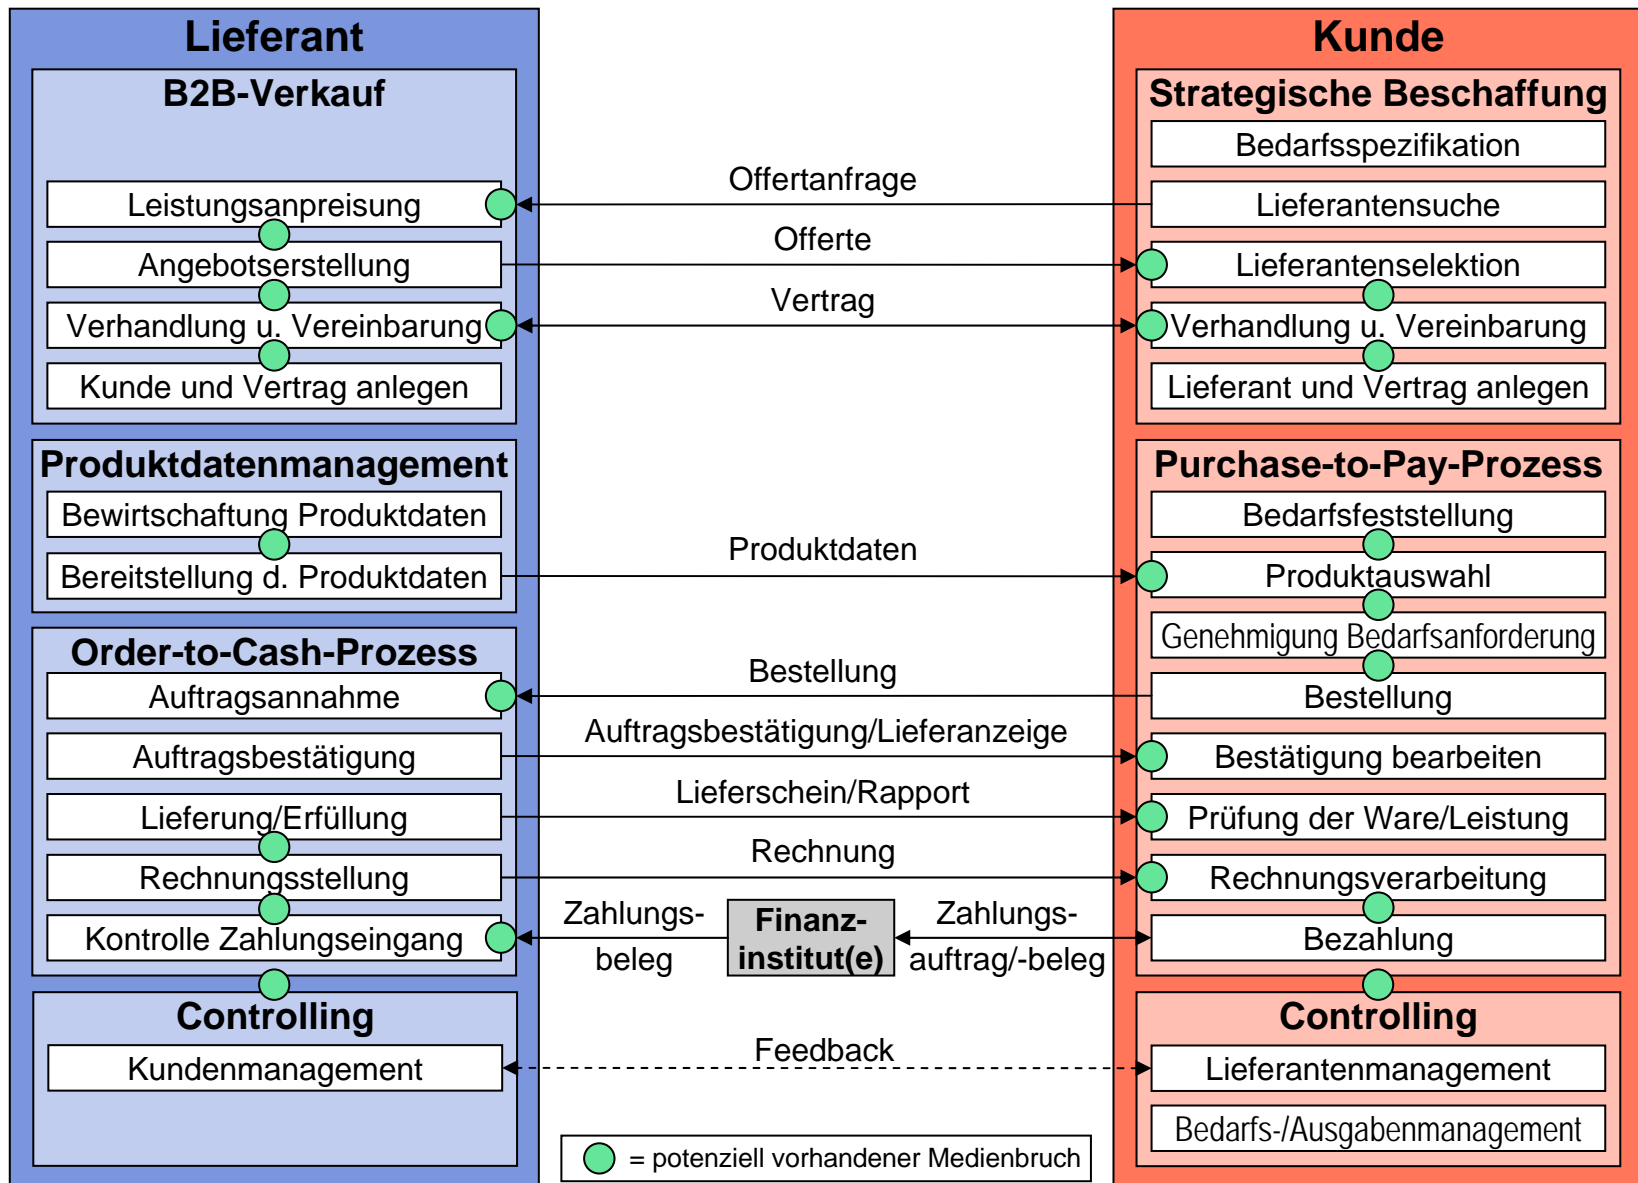 Lieferant
B2B-Verkauf
Leistungsanpreisung
Angebotserstellung
Verhandlung u. Vereinbarung
Kunde und Vertrag anlegen
Produktdatenmanagement
Bewirtschaftung Produktdaten
Bereitstellung d. Produktdaten
Order-to-Cash-Prozess
Auftragsannahme
Auftragsbestätigung
Lieferung/Erfüllung
Rechnungsstellung
Kontrolle Zahlungseingang
Controlling
Kundenmanagement
Offertanfrage
Offerte
Vertrag
Produktdaten
Bestellung
Auftragsbestätigung/Lieferanzeige
Lieferschein/Rapport
Rechnung
Zahlungs-
beleg
Finanz-
institut(e)
Zahlungs-
auftrag/-beleg
Feedback
= potenziell vorhandener Medienbruch
Kunde
Strategische Beschaffung
Bedarfsspezifikation
Lieferantensuche
Lieferantenselektion
Verhandlung u. Vereinbarung
Lieferant und Vertrag anlegen
Purchase-to-Pay-Prozess
Bedarfsfeststellung
Produktauswahl
Genehmigung Bedarfsanforderung
Bestellung
Bestätigung bearbeiten
Prüfung der Ware/Leistung
Rechnungsverarbeitung
Bezahlung
Controlling
Lieferantenmanagement
Bedarfs-/Ausgabenmanagement